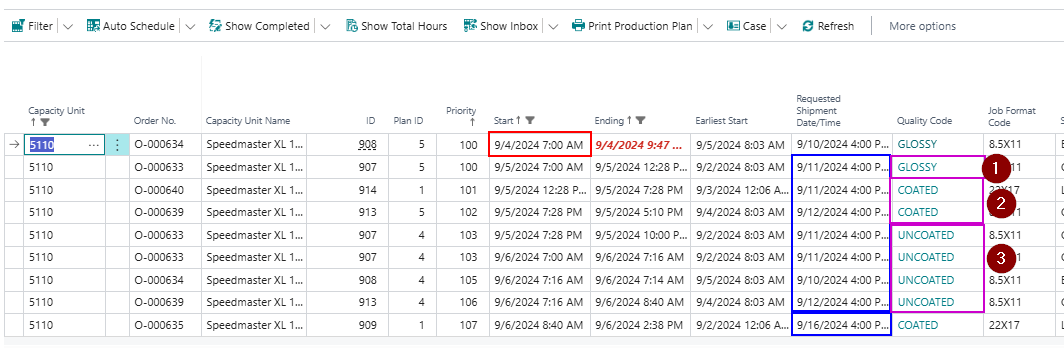 Filter Auto Schedule Show Completed Show Total Hours Show Inbox Print Production Plan Case Refresh More options
Capacity Unit Order No. Capacity Unit Name ID Plan ID Priority Start Ending Earliest Start Requested Shipment Date/Time Quality Code Job Format Code S
5110 O-000634 Speedmaster XL 1... 908 5 100 9/4/2024 7:00 AM 9/4/2024 9:47 ... 9/5/2024 8:03 AM 9/10/2024 4:00 P... GLOSSY 8.5X11
5110 O-000633 Speedmaster XL 1... 907 5 100 9/5/2024 7:00 AM 9/5/2024 12:28 P... 9/2/2024 8:03 AM 9/11/2024 4:00 P... GLOSSY 1 8.5X11
5110 O-000640 Speedmaster XL 1... 914 1 101 9/5/2024 12:28 P... 9/5/2024 7:28 PM 9/3/2024 12:06 A... 9/11/2024 4:00 P... COATED 22X17
5110 O-000639 Speedmaster XL 1... 913 5 102 9/5/2024 7:28 PM 9/5/2024 5:10 PM 9/4/2024 8:03 AM 9/12/2024 4:00 P... COATED 2
5110 O-000633 Speedmaster XL 1... 907 4 103 9/5/2024 7:28 PM 9/5/2024 10:00 P... 9/2/2024 8:03 AM 9/11/2024 4:00 P... UNCOATED 8.5X11
5110 O-000633 Speedmaster XL 1... 907 4 103 9/6/2024 7:00 AM 9/6/2024 7:16 AM 9/2/2024 8:03 AM 9/11/2024 4:00 P... UNCOATED 3
5110 O-000634 Speedmaster XL 1... 908 4 105 9/6/2024 7:16 AM 9/6/2024 7:14 AM 9/5/2024 8:03 AM 9/10/2024 4:00 P... UNCOATED 8.5X11
5110 O-000639 Speedmaster XL 1... 913 4 106 9/6/2024 7:16 AM 9/6/2024 8:40 AM 9/4/2024 8:03 AM 9/12/2024 4:00 P... UNCOATED 8.5X11
5110 O-000635 Speedmaster XL 1... 909 1 107 9/6/2024 8:40 AM 9/6/2024 2:38 PM 9/2/2024 12:06 A... 9/16/2024 4:00 P... COATED 22X17